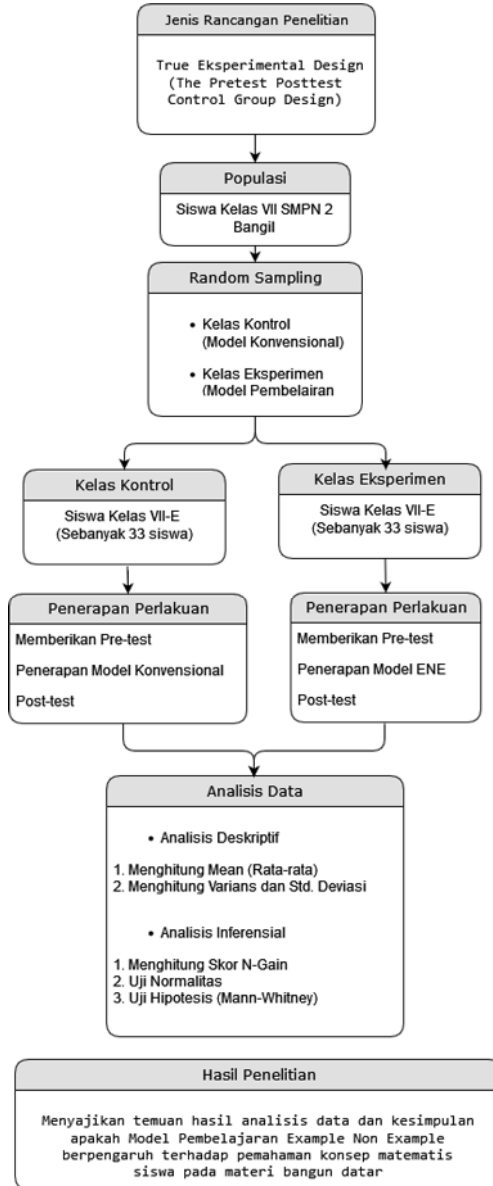 Jenis Rancangan Penelitian
True Eksperimental Design
(The Pretest Posttest
Control Group Design)
Populasi
Siswa Kelas VII SMPN 2
Bangil
Random Sampling
• Kelas Kontrol
(Model Konvensional)
• Kelas Eksperimen
(Model Pembelairan
Kelas Kontrol
Siswa Kelas VII-E
(Sebanyak 33 siswa)
Kelas Eksperimen
Siswa Kelas VII-E
(Sebanyak 33 siswa)
Penerapan Perlakuan
Memberikan Pre-test
Penerapan Model Konvensional
Post-test
Penerapan Perlakuan
Memberikan Pre-test
Penerapan Model ENE
Post-test
Analisis Data
• Analisis Deskriptif
1. Menghitung Mean (Rata-rata)
2. Menghitung Varians dan Std. Deviasi
• Analisis Inferensial
1. Menghitung Skor N-Gain
2. Uji Normalitas
3. Uji Hipotesis (Mann-Whitney)
Hasil Penelitian
Menyajikan temuan hasil analisis data dan kesimpulan
apakah Model Pembelajaran Example Non Example
berpengaruh terhadap pemahaman konsep matematis
siswa pada materi bangun datar